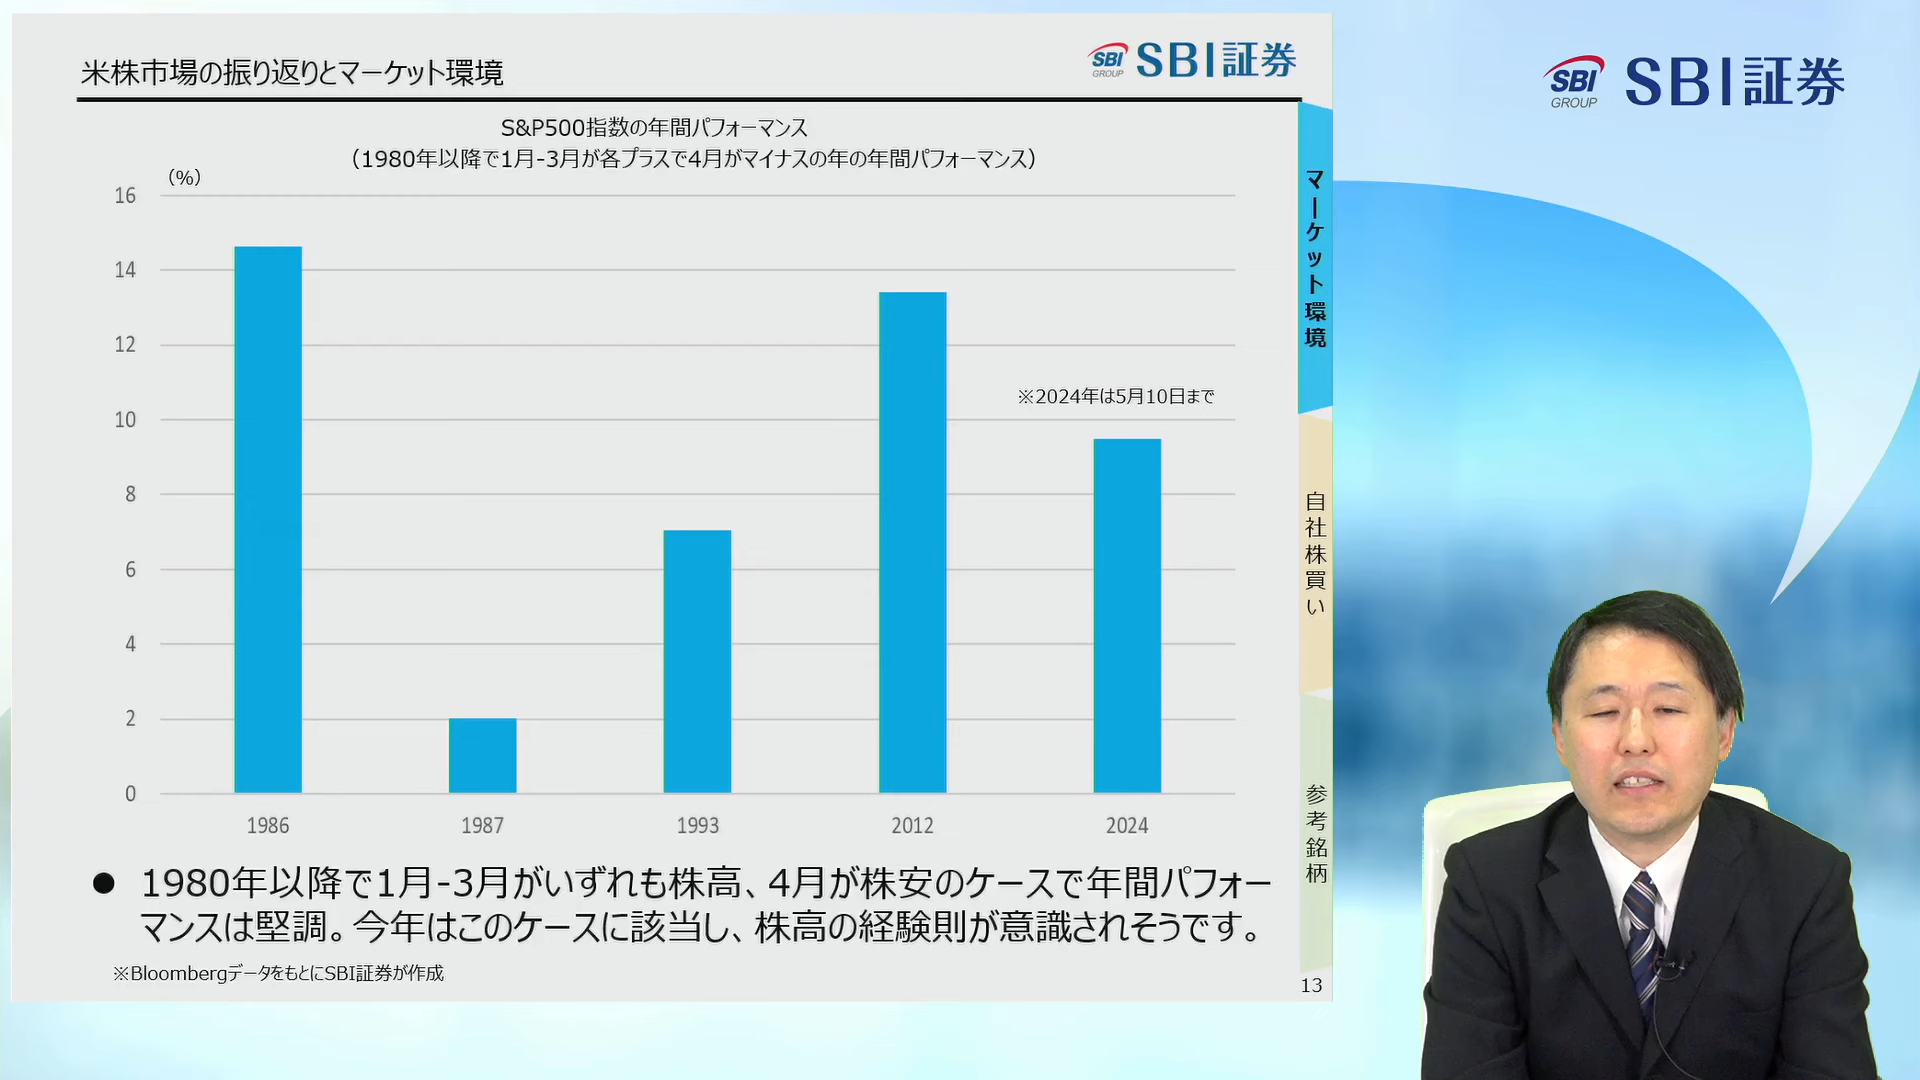 米株市場の振り返りとマーケット環境
SBI GROUP SBI証券
S&P500指数の年間パフォーマンス
（1980年以降で1月-3月が各プラスで4月がマイナスの年の年間パフォーマンス）
（%）
16
14
12
10
8
6
4
2
0
※2024年は5月10日まで
1986 1987 1993 2012 2024
● 1980年以降で1月-3月がいずれも株高、4月が株安のケースで年間パフォー
マンスは堅調。今年はこのケースに該当し、株高の経験則が意識されそうです。
※BloombergデータをもとにSBI証券が作成
13
マーケット環境
自社株買い
参考銘柄
SBI GROUP SBI証券